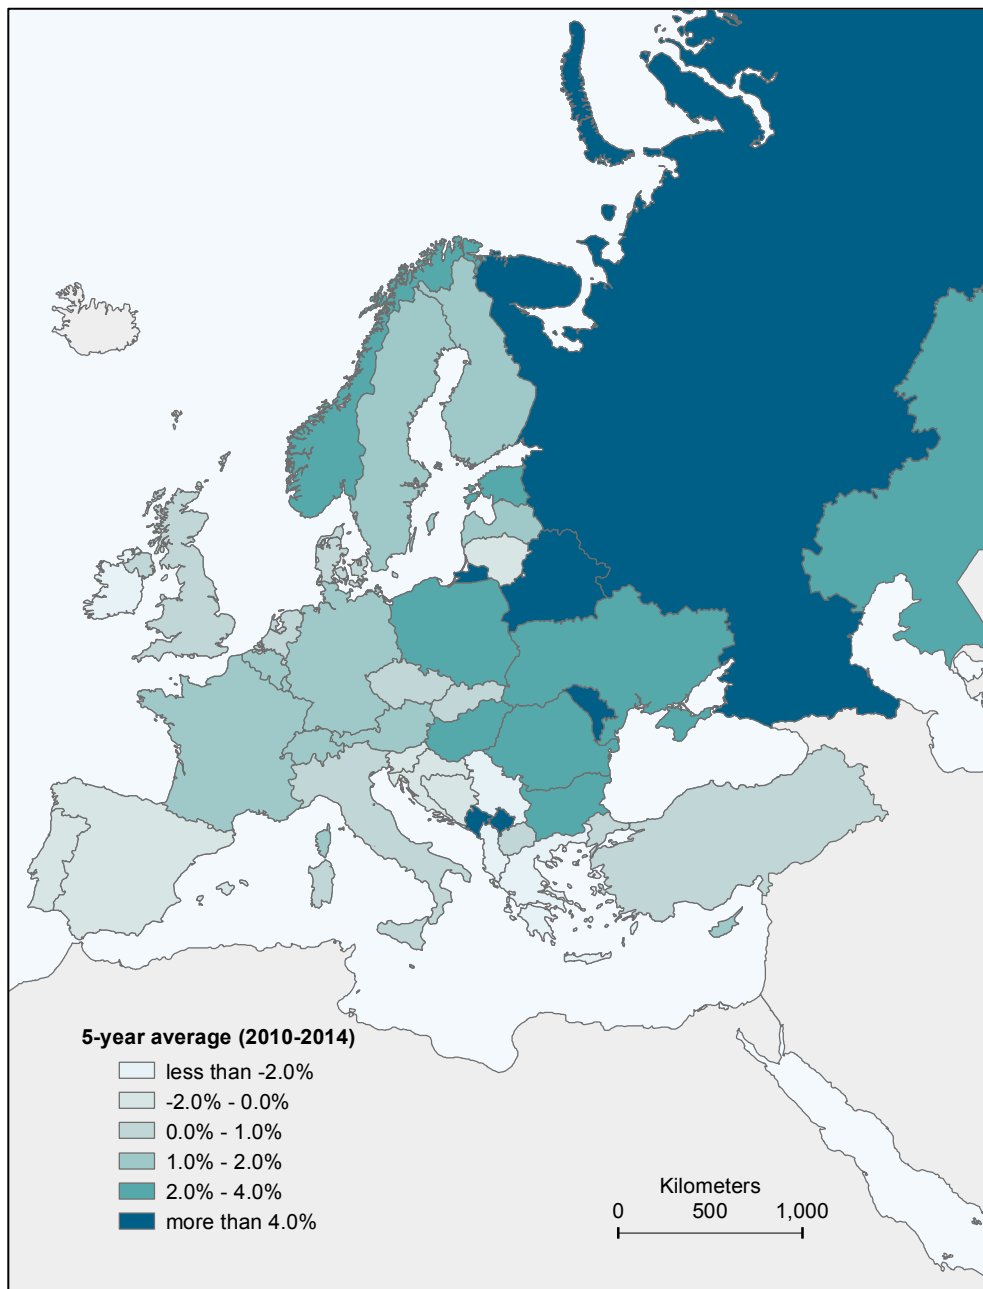 5-year average (2010-2014)
less than -2.0%
-2.0% - 0.0%
0.0% - 1.0%
1.0% - 2.0%
2.0% - 4.0%
more than 4.0%
Kilometers
0 500 1,000